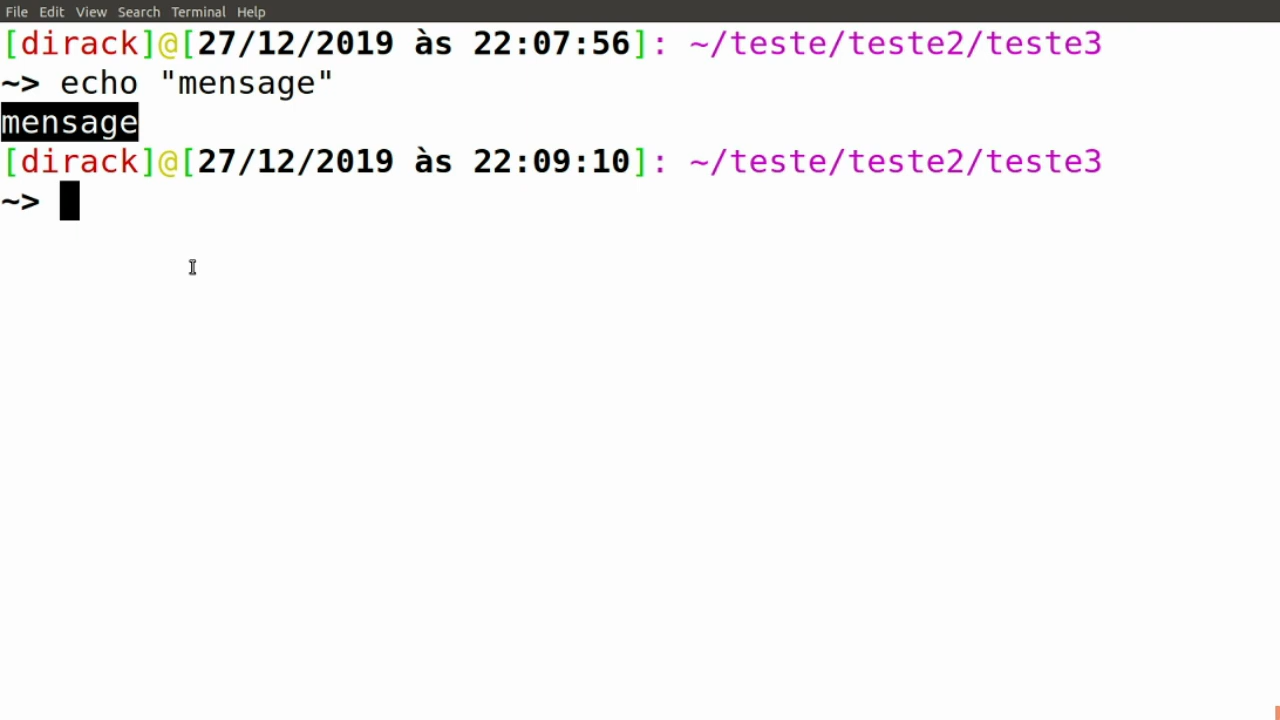 File Edit View Search Terminal Help
[dirack]@[27/12/2019 às 22:07:56]: ~/teste/teste2/teste3
~> echo "mensage"
mensage
[dirack]@[27/12/2019 às 22:09:10]: ~/teste/teste2/teste3
~>